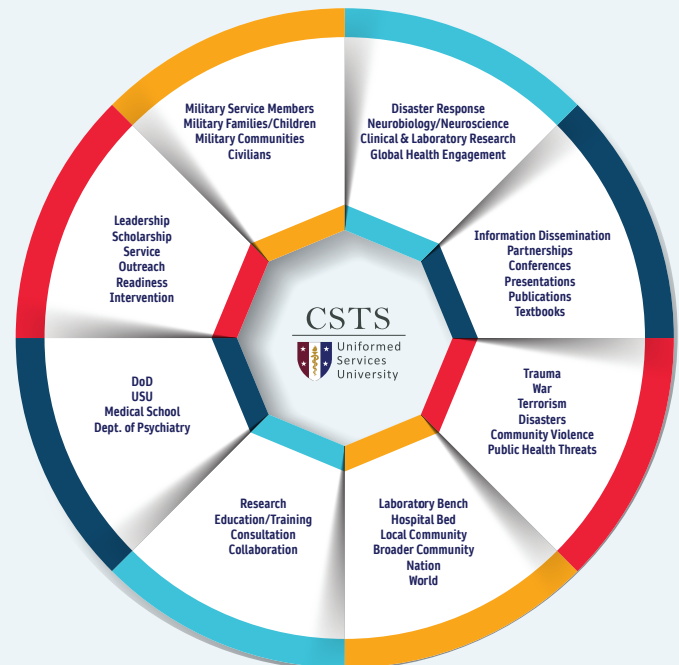 Military Service Members
Military Families/Children
Military Communities
Civilians
Disaster Response
Neurobiology/Neuroscience
Clinical & Laboratory Research
Global Health Engagement
Information Dissemination
Partnerships
Conferences
Presentations
Publications
Textbooks
Trauma
War
Terrorism
Disasters
Community Violence
Public Health Threats
Laboratory Bench
Hospital Bed
Local Community
Broader Community
Nation
World
Research
Education/Training
Consultation
Collaboration
DoD
USU
Medical School
Dept. of Psychiatry
Leadership
Scholarship
Service
Outreach
Readiness
Intervention
CSTS
Uniformed
Services
University